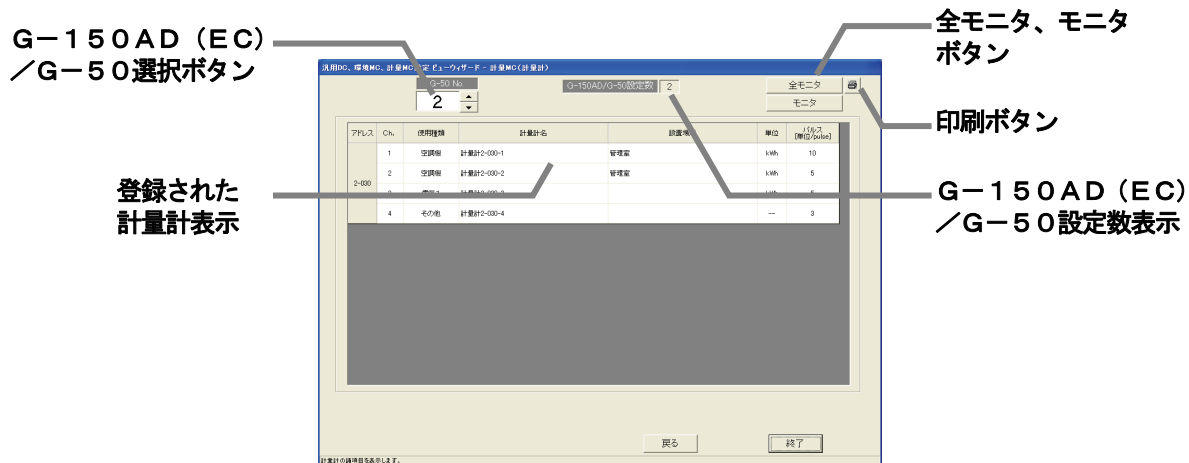 G－150AD（EC）
／G－50選択ボタン
全モニタ、モニタ
ボタン
印刷ボタン
登録された
計量計表示
G－150AD（EC）
／G－50設定数表示
汎用DC、環境MC、計量MC設定 ビューウィザード - 計量MC(計量計)
G-50 No
2
G-150AD/G-50設定数 2
全モニタ
モニタ
アドレス Ch. 使用種類 計量計名 設置場 単位 パルス [単位/pulse]
2-030
1 空調機 計量計2-030-1 管理室 kWh 10
2 空調機 計量計2-030-2 管理室 kWh 5
4 その他 計量計2-030-4 -- 3
戻る 終了
計量計の諸項目を表示します。